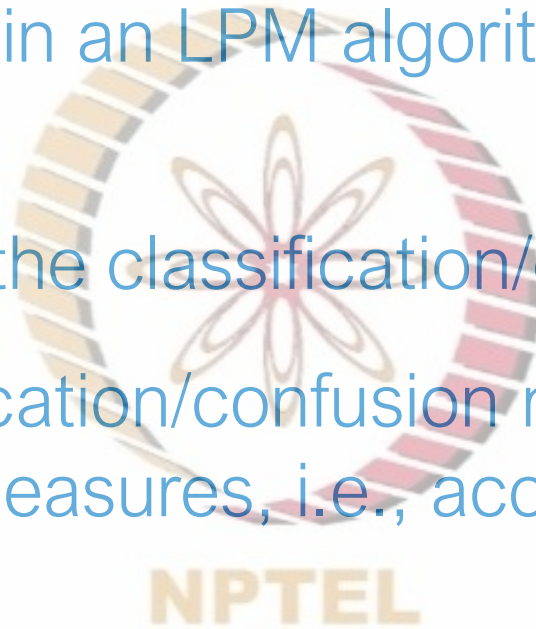 in an LPM algorit
the classification/
cation/confusion
easures, i.e., acc
NPTEL